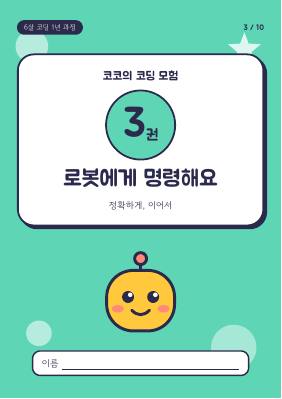 6살 코딩 1년 과정
3 / 10
코코의 코딩 모험
3권
로봇에게 명령해요
정확하게, 이어서
이름